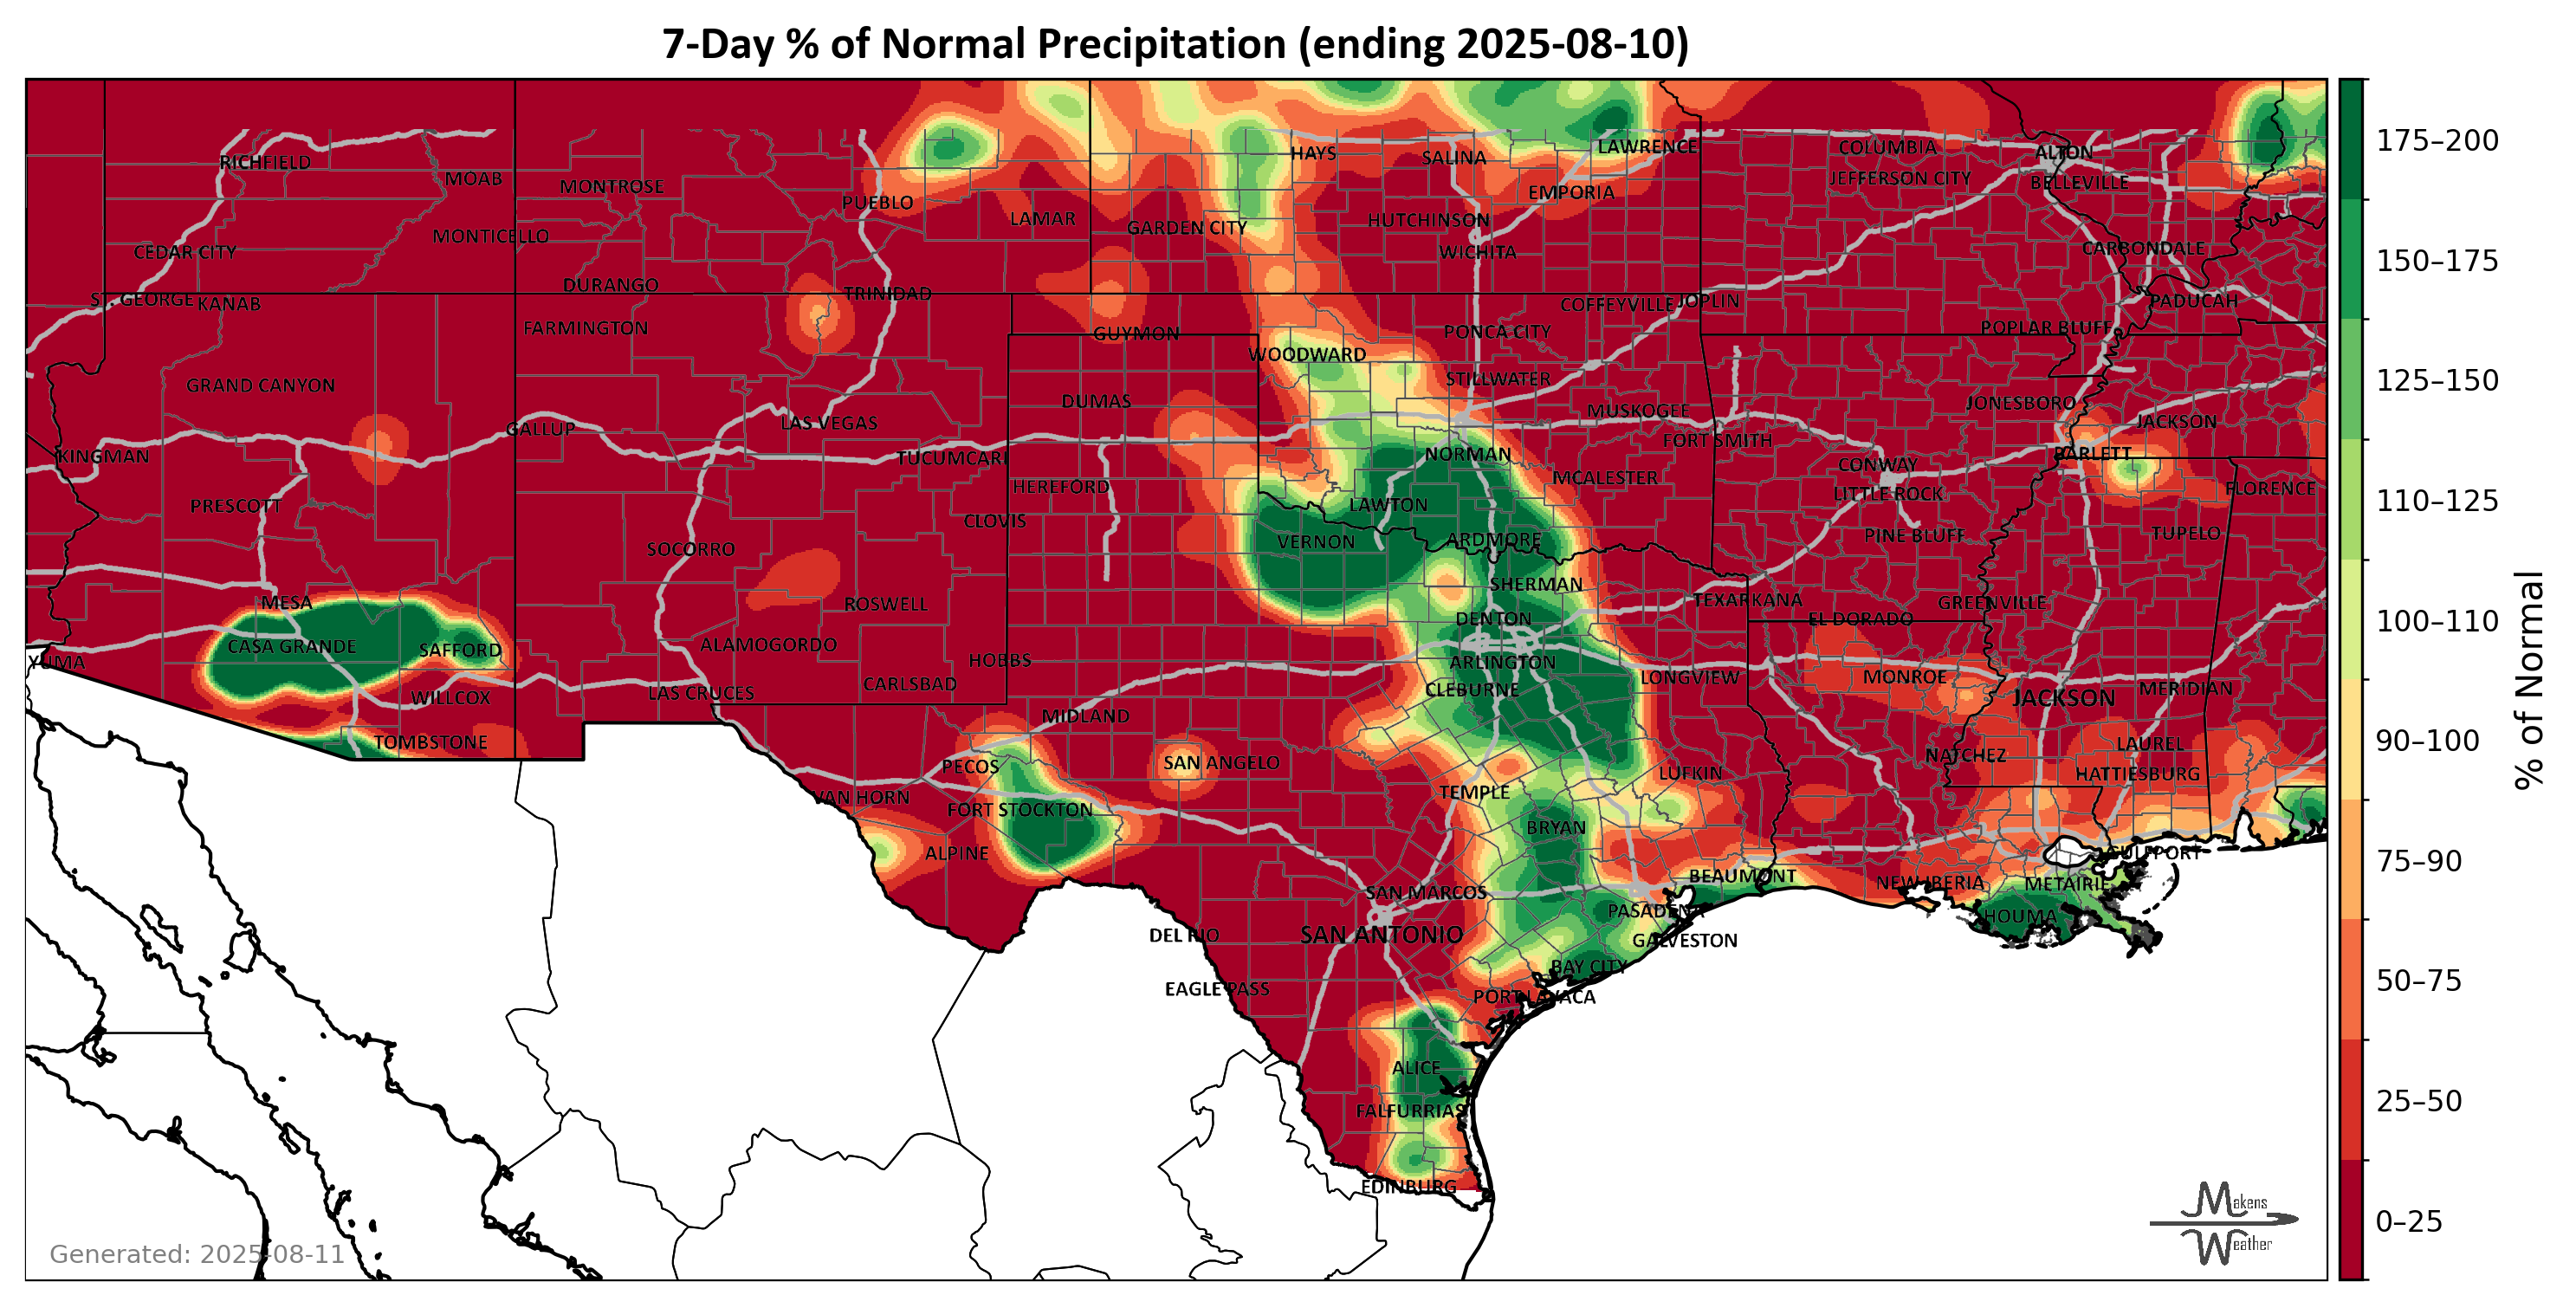 7-Day % of Normal Precipitation (ending 2025-08-10)
RICHFIELD
MOAB
MONTROSE
PUEBLO
LAMAR
GARDEN CITY
HAYS
SALINA
LAWRENCE
EMPORIA
HUTCHINSON
WICHITA
COLUMBIA
JEFFERSON CITY
ALTON
BELLEVILLE
CARBONDALE
CEDAR CITY
MONTICELLO
DURANGO
TRINIDAD
ST. GEORGE
KANAB
FARMINGTON
GUYMON
WOODWARD
PONCA CITY
COFFEYVILLE
JOPLIN
POPLAR BLUFF
PADUCAH
GRAND CANYON
DUMAS
STILLWATER
MUSKOGEE
FORT SMITH
JONESBORO
JACKSON
KINGMAN
GALLUP
LAS VEGAS
TUCUMCARI
NORMAN
MCALESTER
CONWAY
BARLETT
PRESCOTT
HEREFORD
CLOVIS
LAWTON
LITTLE ROCK
FLORENCE
SOCORRO
VERNON
ARDMORE
PINE BLUFF
TUPELO
MESA
ROSWELL
SHERMAN
DENTON
TEXARKANA
EL DORADO
GREENVILLE
YUMA
CASA GRANDE
SAFFORD
ALAMOGORDO
HOBBS
ARLINGTON
WILLCOX
LAS CRUCES
CARLSBAD
CLEBURNE
LONGVIEW
MONROE
JACKSON
MERIDIAN
TOMBSTONE
MIDLAND
PECOS
SAN ANGELO
TEMPLE
LUFKIN
NATCHEZ
LAUREL
HATTIESBURG
VAN HORN
FORT STOCKTON
BRYAN
ALPINE
GULFPORT
SAN MARCOS
BEAUMONT
NEW IBERIA
METAIRIE
DEL RIO
SAN ANTONIO
PASADENA
GALVESTON
HOUMA
EAGLE PASS
BAY CITY
PORT LAVACA
ALICE
FALFURRIAS
EDINBURG
Generated: 2025-08-11
Makens
Weather
175–200
150–175
125–150
110–125
100–110
90–100
75–90
50–75
25–50
0–25
% of Normal